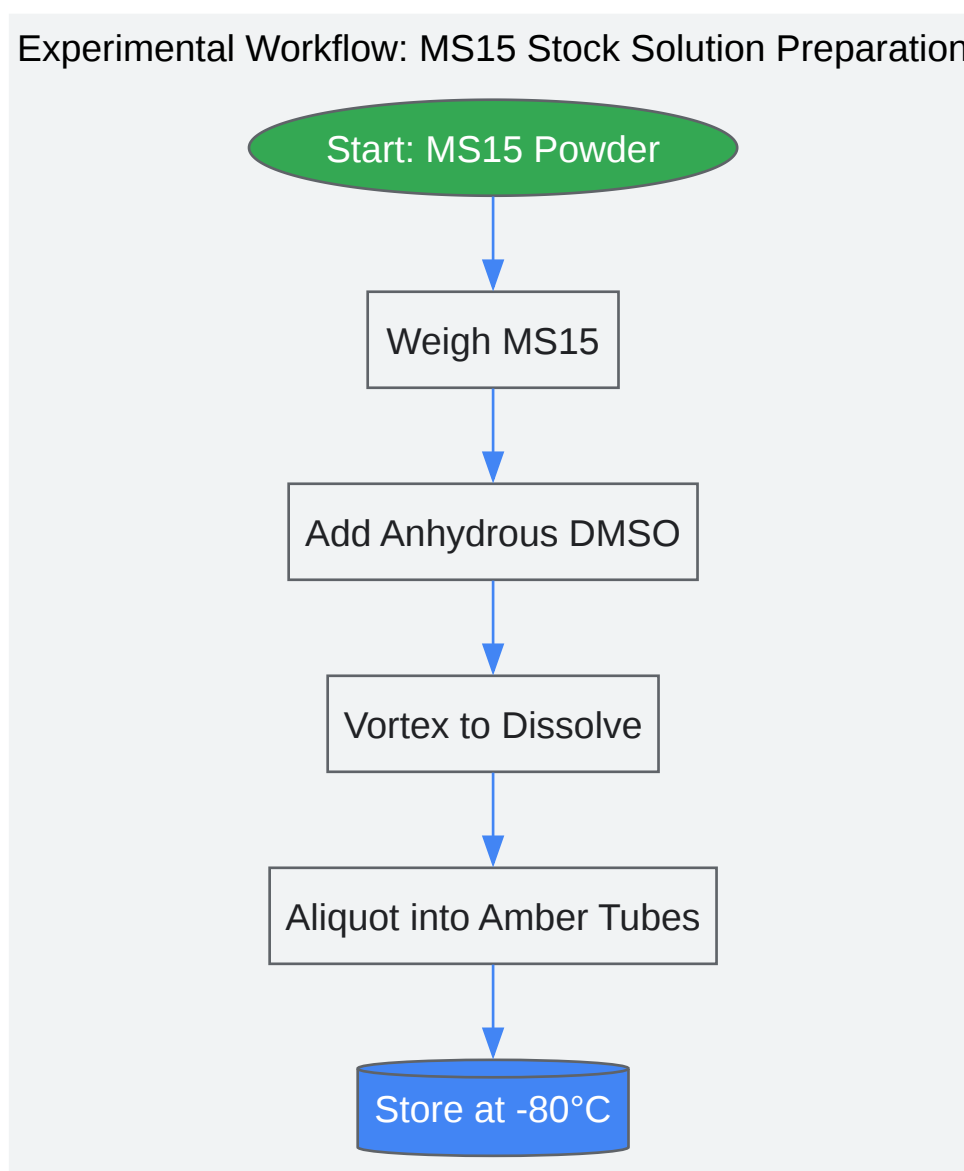 Experimental Workflow: MS15 Stock Solution Preparation
Start: MS15 Powder
Weigh MS15
Add Anhydrous DMSO
Vortex to Dissolve
Aliquot into Amber Tubes
Store at -80°C